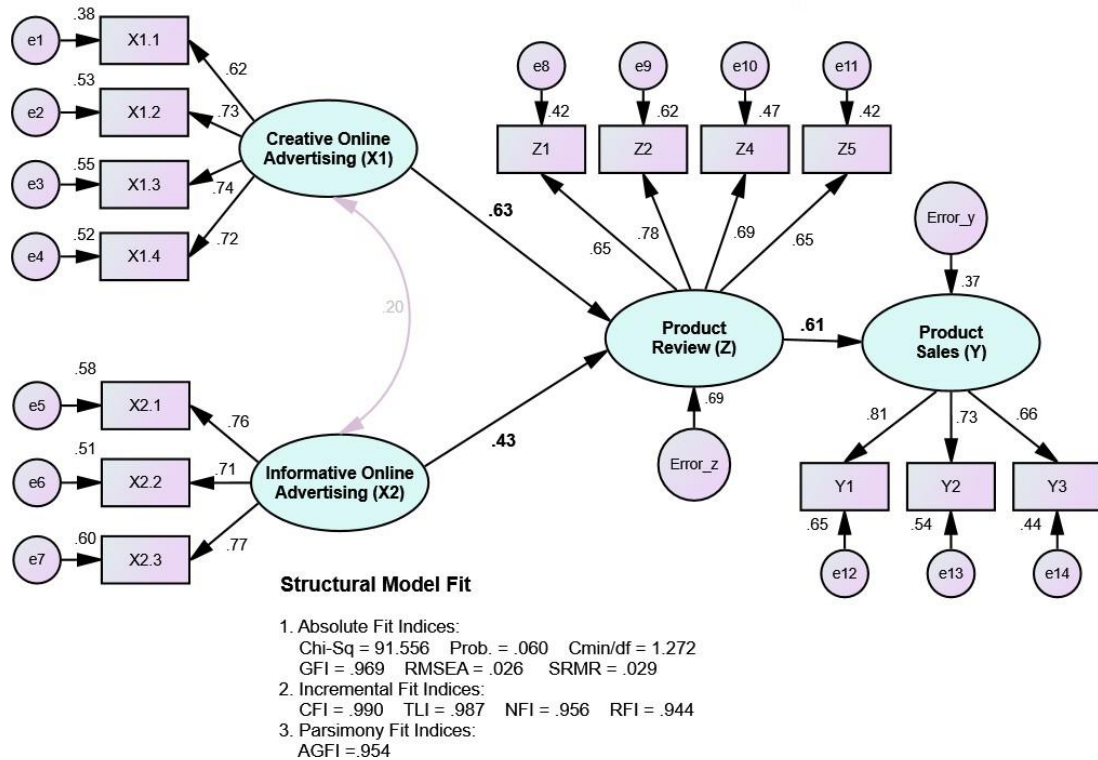 .38
e1
X1.1
.62
.53
e2
X1.2
.73
.55
e3
X1.3
.74
.52
e4
X1.4
.72
Creative Online
Advertising (X1)
.20
.58
e5
X2.1
.76
.51
e6
X2.2
.71
.60
e7
X2.3
.77
Informative Online
Advertising (X2)
.63
.43
e8
e9
e10
e11
.42
.62
.47
.42
Z1
Z2
Z4
Z5
.65
.78
.69
.65
Product
Review (Z)
.69
Error_z
.61
Error_y
.37
Product
Sales (Y)
.81
.73
.66
Y1
Y2
Y3
.65
.54
.44
e12
e13
e14
Structural Model Fit
1. Absolute Fit Indices:
Chi-Sq = 91.556 Prob. = .060 Cmin/df = 1.272
GFI = .969 RMSEA = .026 SRMR = .029
2. Incremental Fit Indices:
CFI = .990 TLI = .987 NFI = .956 RFI = .944
3. Parsimony Fit Indices:
AGFI =.954